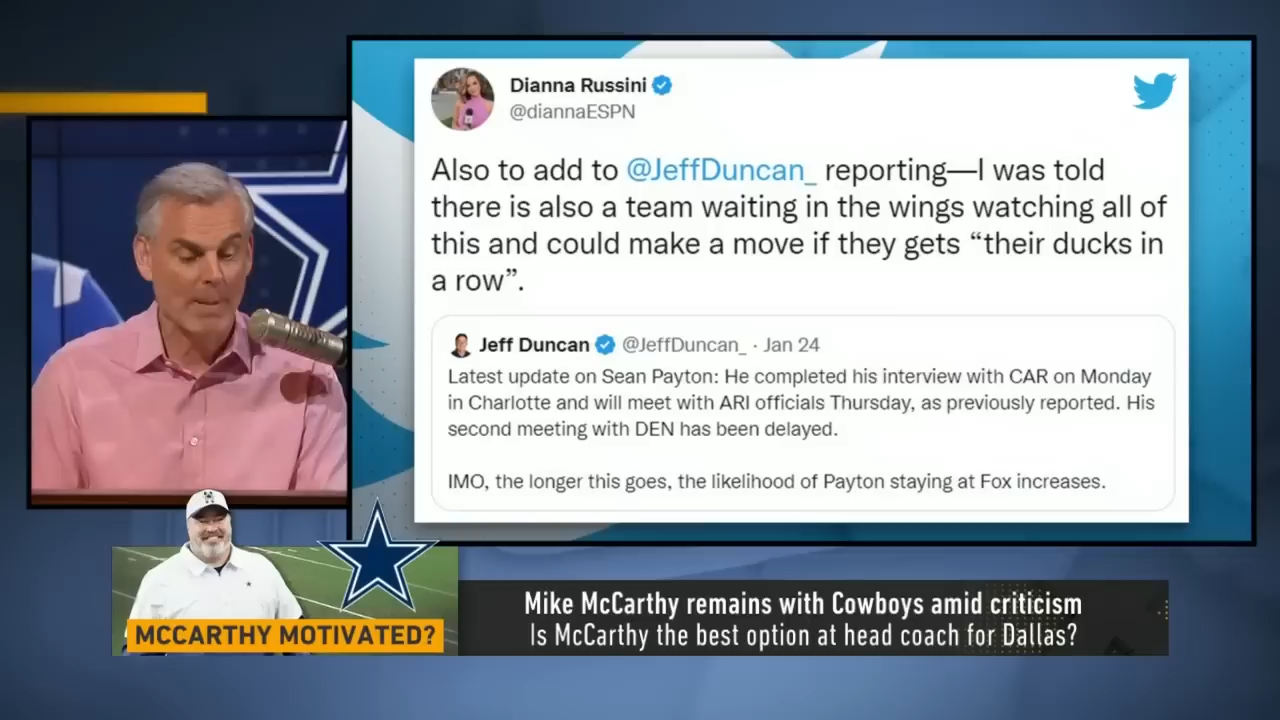 Dianna Russini
@diannaESPN
Also to add to @JeffDuncan_ reporting—I was told
there is also a team waiting in the wings watching all of
this and could make a move if they gets “their ducks in
a row”.
Jeff Duncan @JeffDuncan_ · Jan 24
Latest update on Sean Payton: He completed his interview with CAR on Monday
in Charlotte and will meet with ARI officials Thursday, as previously reported. His
second meeting with DEN has been delayed.
IMO, the longer this goes, the likelihood of Payton staying at Fox increases.
MCCARTHY MOTIVATED?
Mike McCarthy remains with Cowboys amid criticism
Is McCarthy the best option at head coach for Dallas?